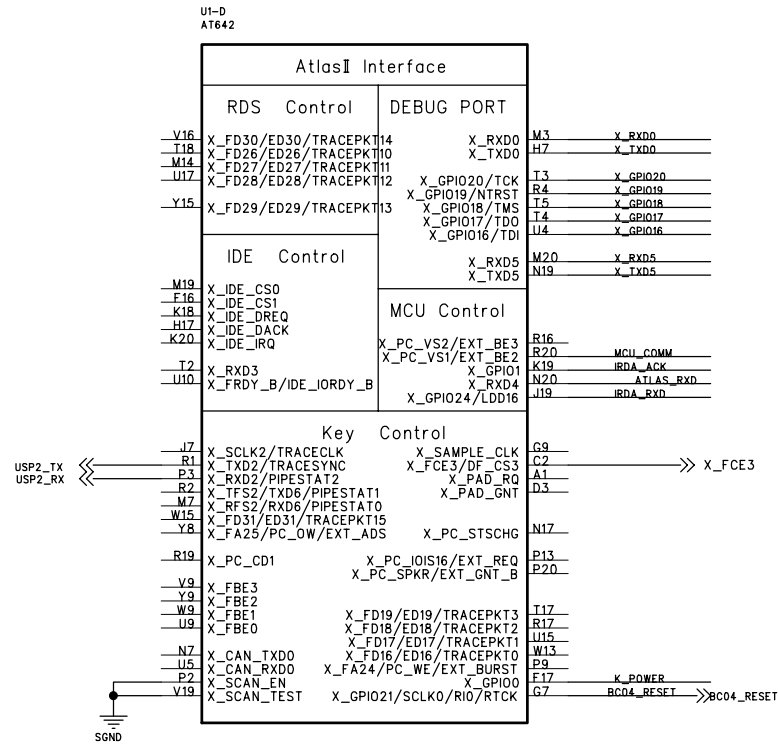 U1-D
AT642
AtlasⅡ Interface
RDS Control
V16 X_FD30/ED30/TRACEPKT14
T18 X_FD26/ED26/TRACEPKT10
M14 X_FD27/ED27/TRACEPKT11
U17 X_FD28/ED28/TRACEPKT12
Y15 X_FD29/ED29/TRACEPKT13
DEBUG PORT
X_RXD0 M3 X_RXD0
X_TXD0 H7 X_TXD0
X_GPIO20/TCK T3 X_GPIO20
X_GPIO19/NTRST R4 X_GPIO19
X_GPIO18/TMS T5 X_GPIO18
X_GPIO17/TDO T4 X_GPIO17
X_GPIO16/TDI U4 X_GPIO16
X_RXD5 M20 X_RXD5
X_TXD5 N19 X_TXD5
IDE Control
M19 X_IDE_CS0
F16 X_IDE_CS1
K18 X_IDE_DREQ
H17 X_IDE_DACK
K20 X_IDE_IRQ
T2 X_RXD3
U10 X_FRDY_B/IDE_IORDY_B
MCU Control
X_PC_VS2/EXT_BE3 R16
X_PC_VS1/EXT_BE2 R20 MCU_COMM
X_GPIO1 K19 IRDA_ACK
X_RXD4 N20 ATLAS_RXD
X_GPIO24/LDD16 J19 IRDA_RXD
Key Control
J7 X_SCLK2/TRACECLK
USP2_TX R1 X_TXD2/TRACESYNC
USP2_RX P3 X_RXD2/PIPESTAT2
R2 X_TFS2/TXD6/PIPESTAT1
M7 X_RFS2/RXD6/PIPESTAT0
W15 X_FD31/ED31/TRACEPKT15
Y8 X_FA25/PC_OW/EXT_ADS
R19 X_PC_CD1
V9 X_FBE3
Y9 X_FBE2
W9 X_FBE1
U9 X_FBE0
N7 X_CAN_TXD0
U5 X_CAN_RXD0
P2 X_SCAN_EN
V19 X_SCAN_TEST
SGND
X_SAMPLE_CLK G9
X_FCE3/DF_CS3 C2 X_FCE3
X_PAD_RQ A1
X_PAD_GNT D3
X_PC_STSCHG N17
X_PC_IOIS16/EXT_REQ P13
X_PC_SPKR/EXT_GNT_B P20
X_FD19/ED19/TRACEPKT3 T17
X_FD18/ED18/TRACEPKT2 R17
X_FD17/ED17/TRACEPKT1 U15
X_FD16/ED16/TRACEPKT0 W13
X_FA24/PC_WE/EXT_BURST P9
X_GPIO0 F17 K_POWER
X_GPIO21/SCLK0/RI0/RTCK G7 BC04_RESET BC04_RESET